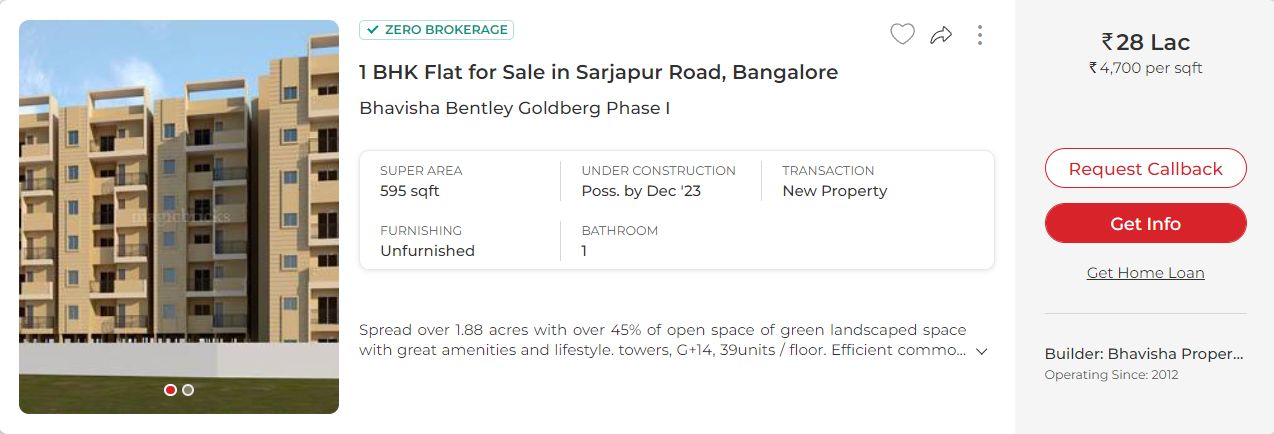 ZERO BROKERAGE
1 BHK Flat for Sale in Sarjapur Road, Bangalore
Bhavisha Bentley Goldberg Phase I
SUPER AREA
595 sqft
UNDER CONSTRUCTION
Poss. by Dec '23
TRANSACTION
New Property
FURNISHING
Unfurnished
BATHROOM
1
Spread over 1.88 acres with over 45% of open space of green landscaped space
with great amenities and lifestyle. towers, G+14, 39units / floor. Efficient commo...
magicbricks
₹28 Lac
₹4,700 per sqft
Request Callback
Get Info
Get Home Loan
Builder: Bhavisha Proper...
Operating Since: 2012